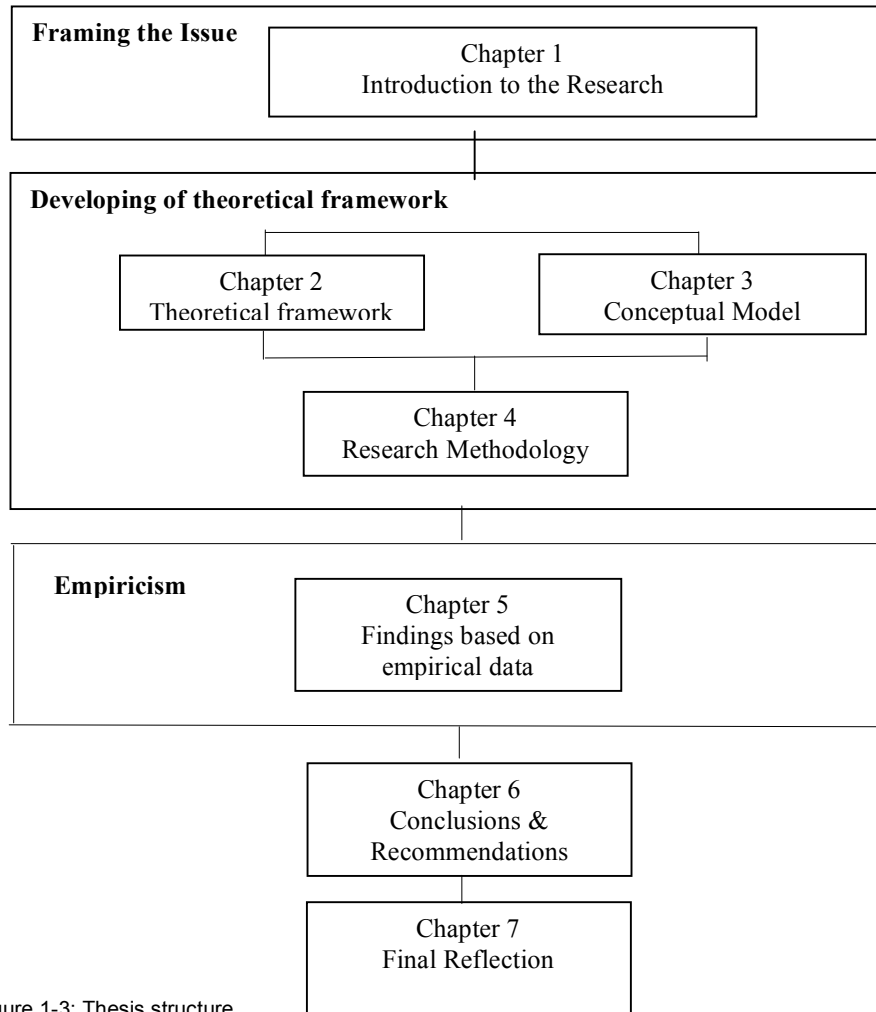 Framing the Issue
Chapter 1
Introduction to the Research
Developing of theoretical framework
Chapter 2
Theoretical framework
Chapter 3
Conceptual Model
Chapter 4
Research Methodology
Empiricism
Chapter 5
Findings based on
empirical data
Chapter 6
Conclusions &
Recommendations
Chapter 7
Final Reflection
gure 1-3: Thesis structure